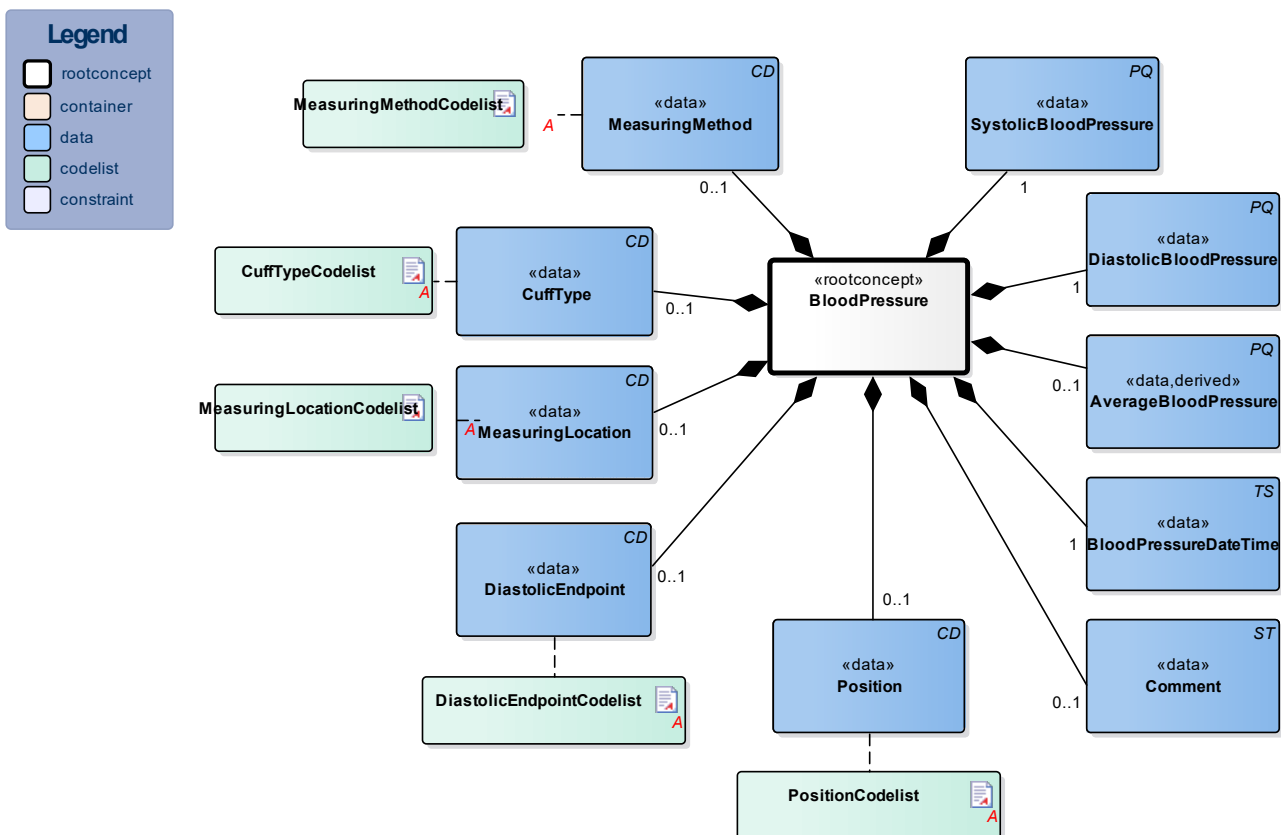 Legend
rootconcept
container
data
codelist
constraint
MeasuringMethodCodelist
A
CD
«data»
MeasuringMethod
0..1
PQ
«data»
SystolicBloodPressure
1
PQ
«data»
DiastolicBloodPressure
1
CuffTypeCodelist
A
CD
«data»
CuffType
0..1
«rootconcept»
BloodPressure
PQ
«data,derived»
AverageBloodPressure
0..1
MeasuringLocationCodelist
A
CD
«data»
MeasuringLocation
0..1
TS
«data»
BloodPressureDateTime
1
CD
«data»
DiastolicEndpoint
0..1
DiastolicEndpointCodelist
A
0..1
CD
«data»
Position
ST
«data»
Comment
0..1
PositionCodelist
A